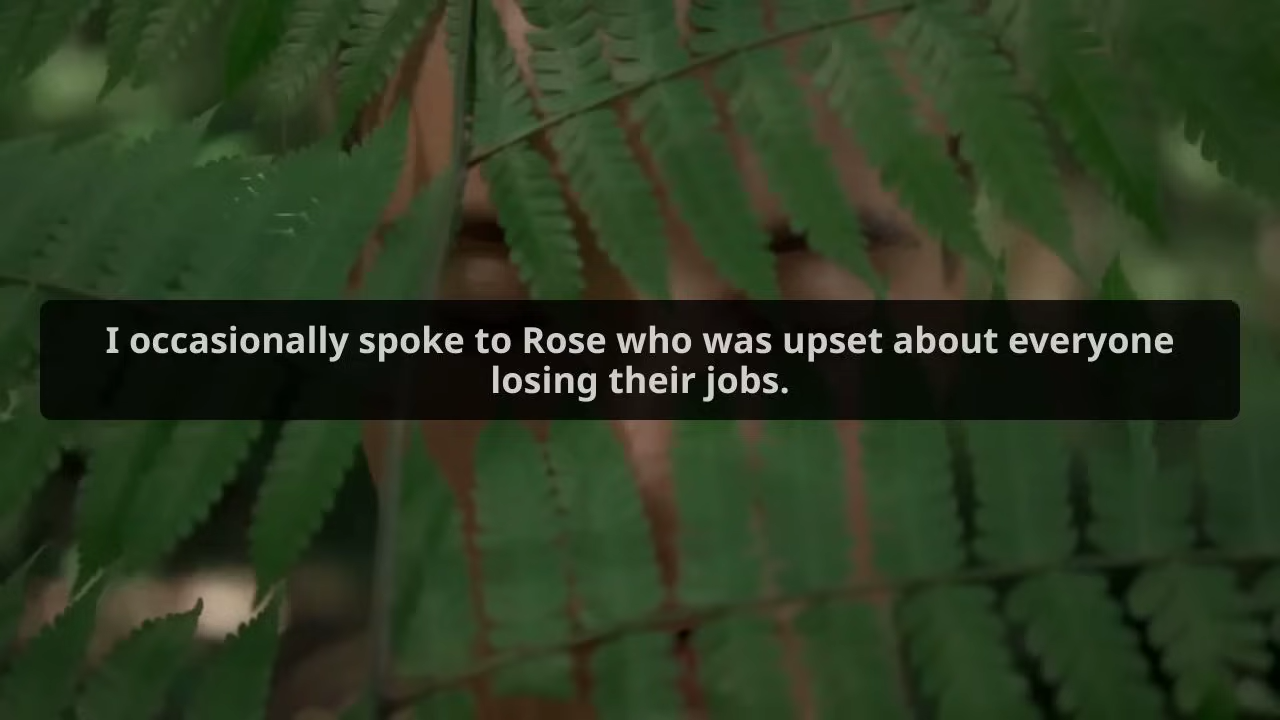 I occasionally spoke to Rose who was upset about everyone
losing their jobs.